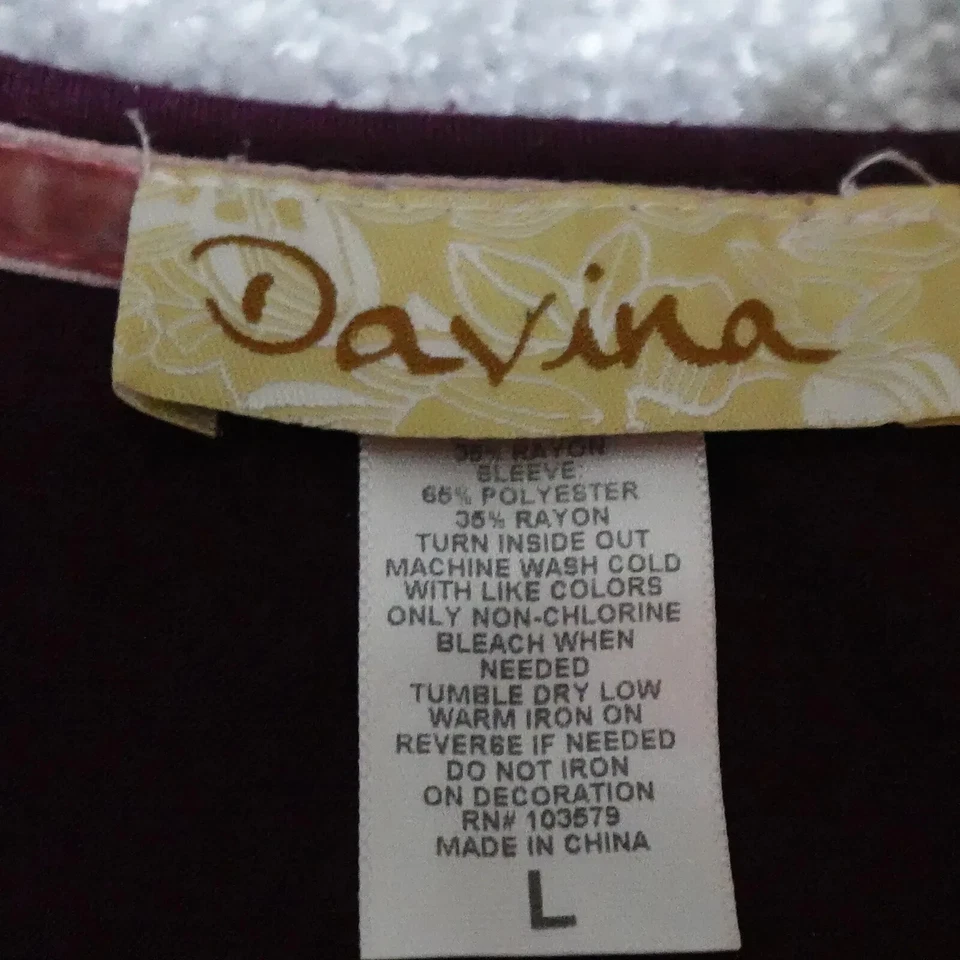 Davina
35% RAYON
SLEEVE:
65% POLYESTER
35% RAYON
TURN INSIDE OUT
MACHINE WASH COLD
WITH LIKE COLORS
ONLY NON-CHLORINE
BLEACH WHEN
NEEDED
TUMBLE DRY LOW
WARM IRON ON
REVERSE IF NEEDED
DO NOT IRON
ON DECORATION
RN# 103579
MADE IN CHINA
L